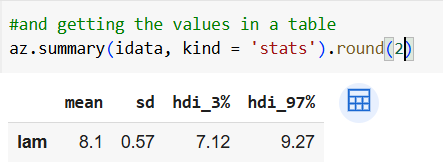 #and getting the values in a table
az.summary(idata, kind = 'stats').round(2)
mean sd hdi_3% hdi_97%
lam 8.1 0.57 7.12 9.27